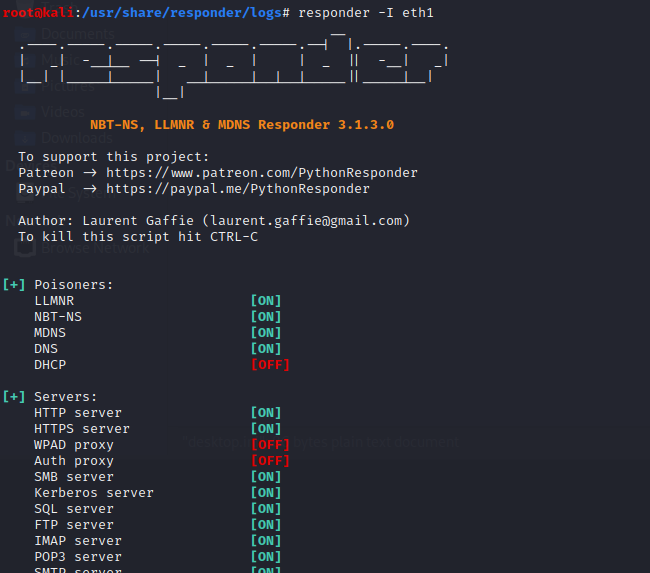 root@kali:/usr/share/responder/logs# responder -I eth1
NBT-NS, LLMNR & MDNS Responder 3.1.3.0
To support this project:
Patreon -> https://www.patreon.com/PythonResponder
Paypal -> https://paypal.me/PythonResponder
Author: Laurent Gaffie (laurent.gaffie@gmail.com)
To kill this script hit CTRL-C
[+] Poisoners:
LLMNR [ON]
NBT-NS [ON]
MDNS [ON]
DNS [ON]
DHCP [OFF]
[+] Servers:
HTTP server [ON]
HTTPS server [ON]
WPAD proxy [OFF]
Auth proxy [OFF]
SMB server [ON]
Kerberos server [ON]
SQL server [ON]
FTP server [ON]
IMAP server [ON]
POP3 server [ON]
SMTP server [ON]